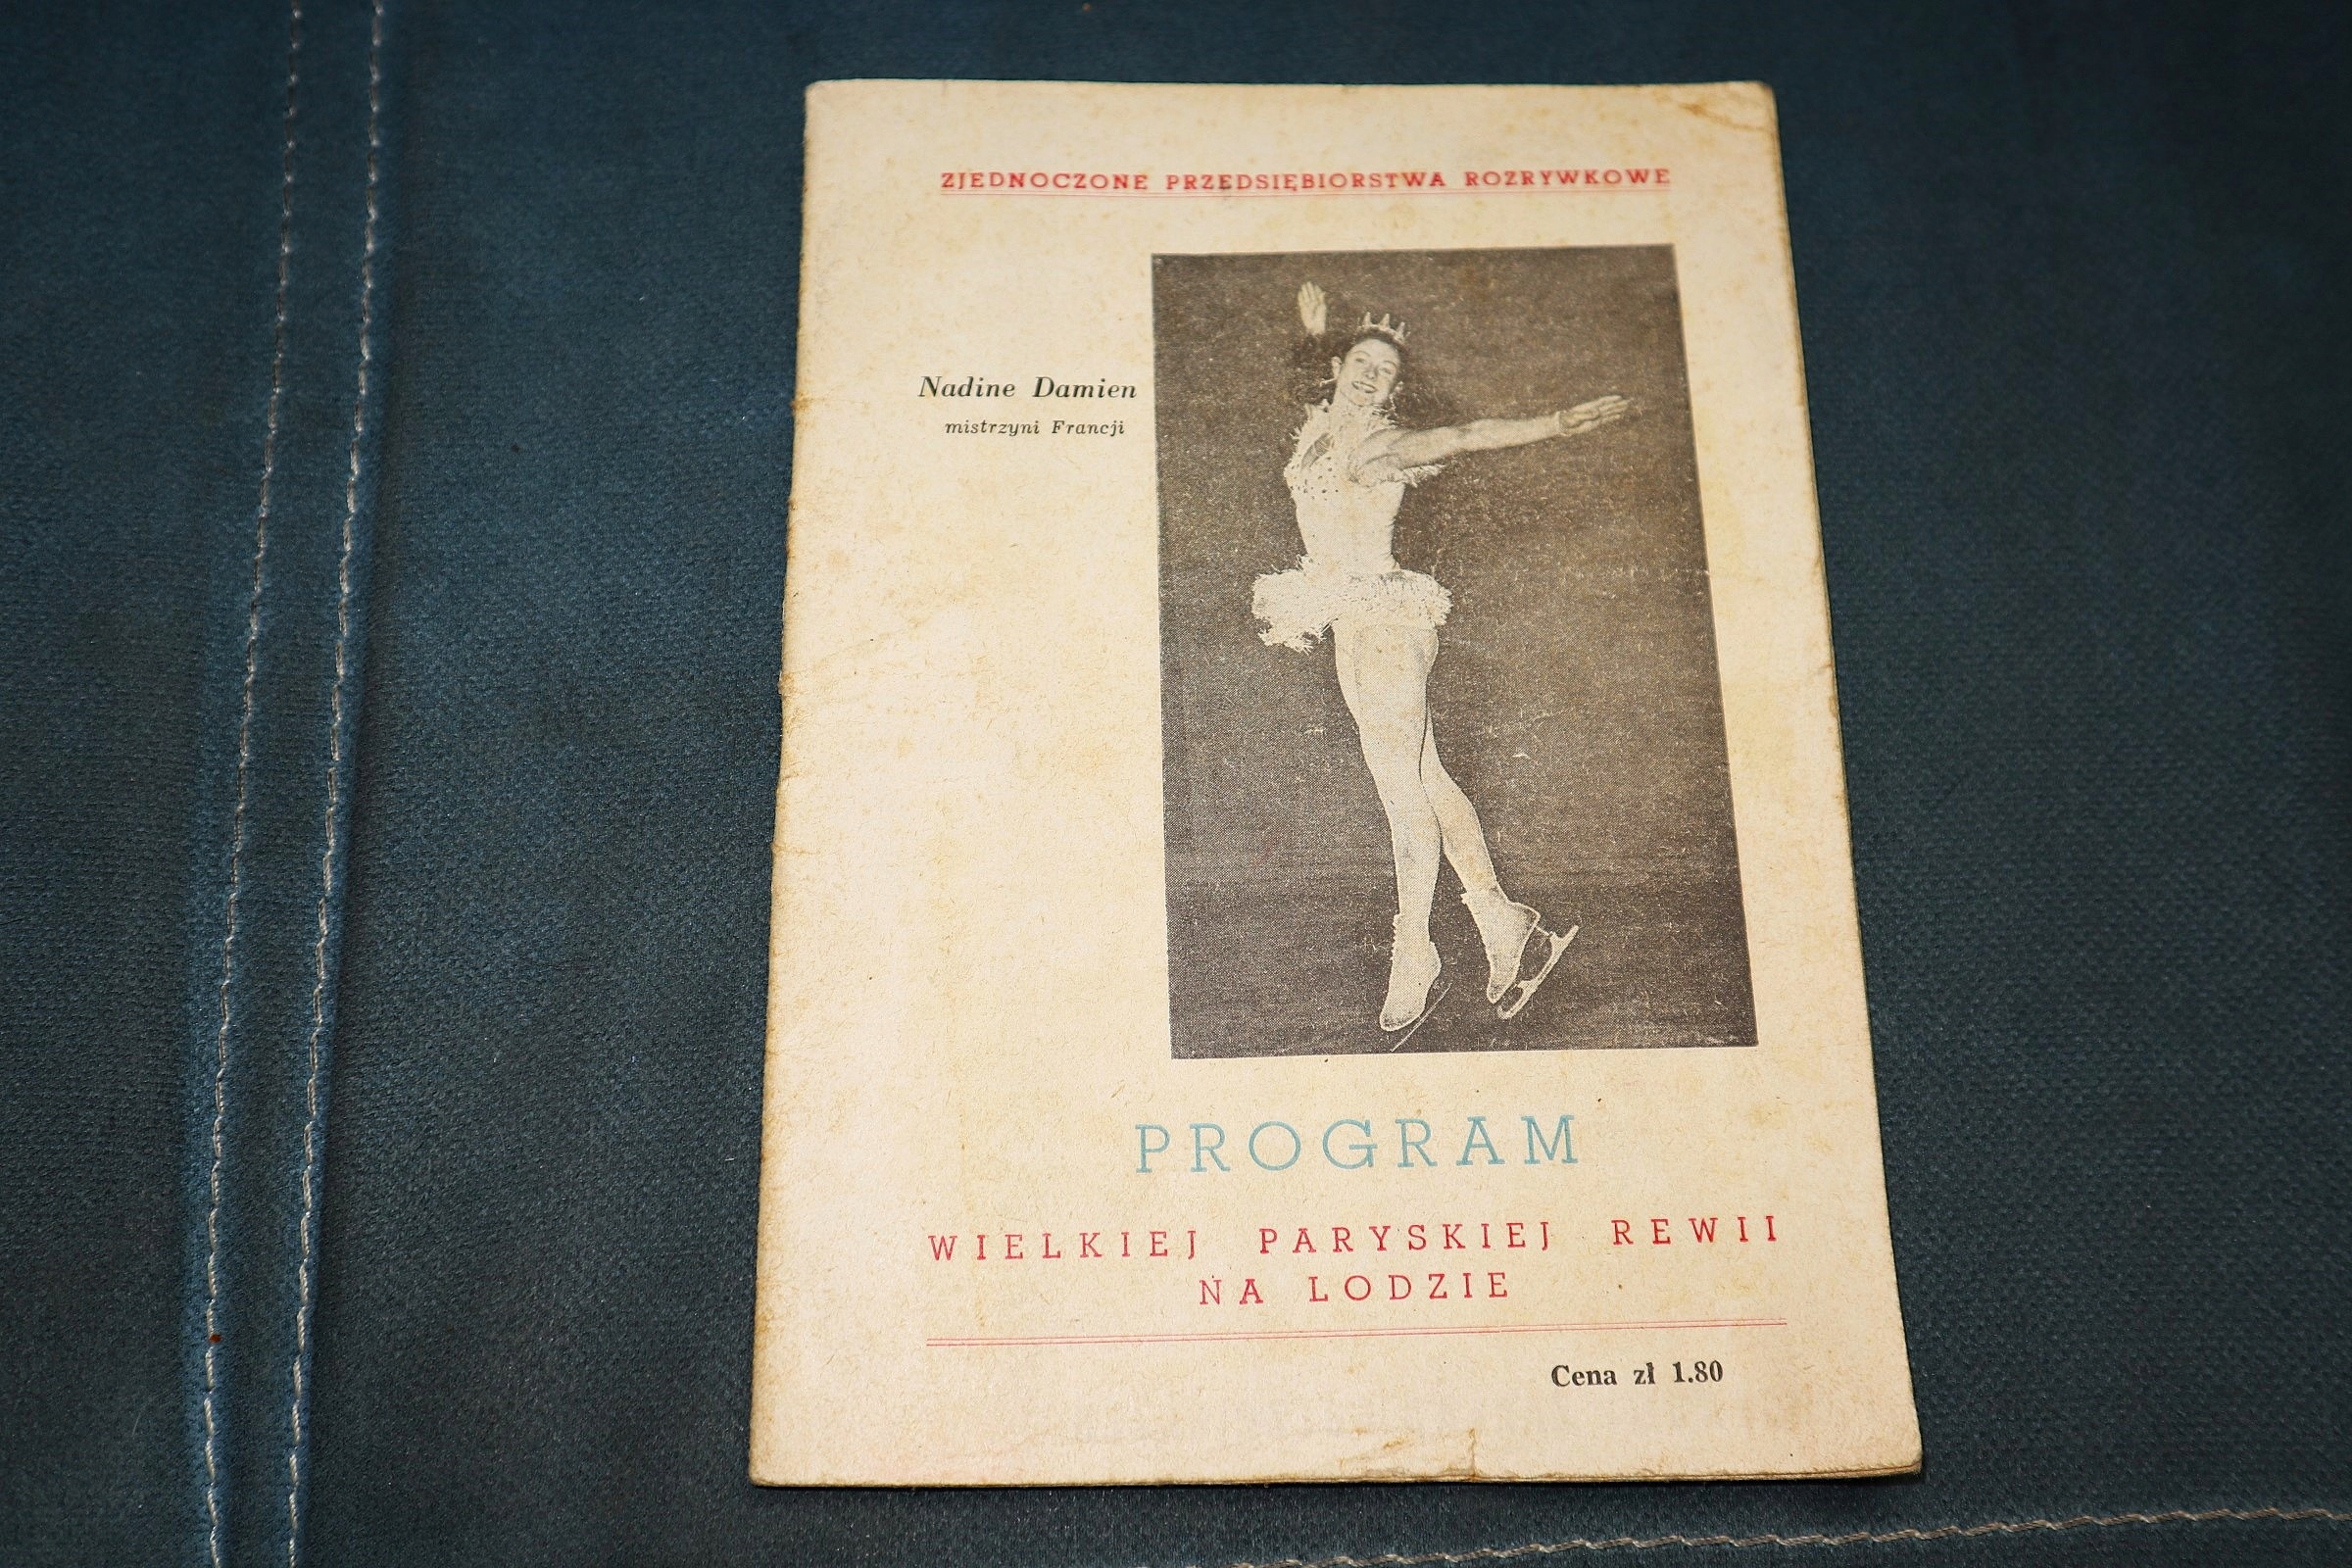 ZJEDNOCZONE PRZEDSIĘBIORSTWA ROZRYWKOWE
Nadine Damien
mistrzyni Francji
PROGRAM
WIELKIEJ PARYSKIEJ REWII
NA LODZIE
Cena zł 1.80